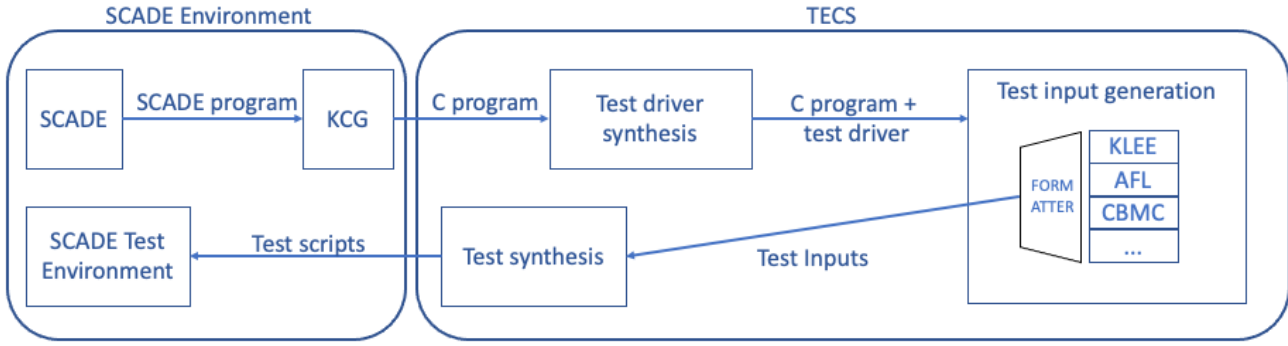 SCADE Environment
TECS
SCADE
SCADE program
KCG
C program
Test driver
synthesis
C program +
test driver
Test input generation
KLEE
AFL
CBMC
...
FORM
ATTER
SCADE Test
Environment
Test scripts
Test synthesis
Test Inputs